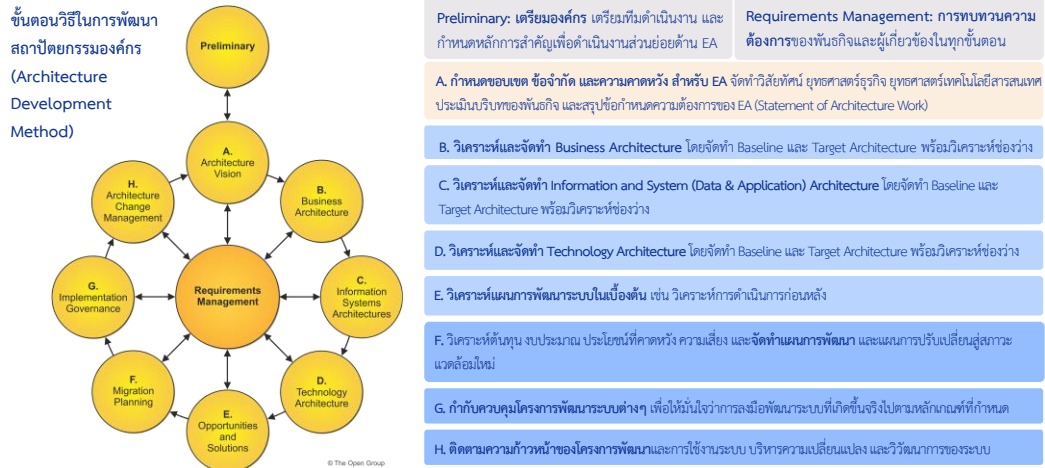 ขั้นตอนวิธีในการพัฒนา
สถาปัตยกรรมองค์กร
(Architecture
Development
Method)
Preliminary
A.
Architecture
Vision
B.
Business
Architecture
C.
Information
Systems
Architectures
D.
Technology
Architecture
E.
Opportunities
and
Solutions
F.
Migration
Planning
G.
Implementation
Governance
H.
Architecture
Change
Management
Requirements
Management
© The Open Group
Preliminary: เตรียมองค์กร เตรียมทีมดำเนินงาน และ
กำหนดหลักการสำคัญเพื่อดำเนินงานส่วนย่อยด้าน EA
Requirements Management: การทบทวนความ
ต้องการของพันธกิจและผู้เกี่ยวข้องในทุกขั้นตอน
A. กำหนดขอบเขต ข้อจำกัด และความคาดหวัง สำหรับ EA จัดทำวิสัยทัศน์ ยุทธศาสตร์ธุรกิจ ยุทธศาสตร์เทคโนโลยีสารสนเทศ
ประเมินบริบทของพันธกิจ และสรุปข้อกำหนดความต้องการของ EA (Statement of Architecture Work)
B. วิเคราะห์และจัดทำ Business Architecture โดยจัดทำ Baseline และ Target Architecture พร้อมวิเคราะห์ช่องว่าง
C. วิเคราะห์และจัดทำ Information and System (Data & Application) Architecture โดยจัดทำ Baseline และ
Target Architecture พร้อมวิเคราะห์ช่องว่าง
D. วิเคราะห์และจัดทำ Technology Architecture โดยจัดทำ Baseline และ Target Architecture พร้อมวิเคราะห์ช่องว่าง
E. วิเคราะห์แผนการพัฒนาระบบในเบื้องต้น เช่น วิเคราะห์การดำเนินการก่อนหลัง
F. วิเคราะห์ต้นทุน งบประมาณ ประโยชน์ที่คาดหวัง ความเสี่ยง และจัดทำแผนการพัฒนา และแผนการปรับเปลี่ยนสู่สภาวะ
แวดล้อมใหม่
G. กำกับควบคุมโครงการพัฒนาระบบต่างๆ เพื่อให้มั่นใจว่าการลงมือพัฒนาระบบที่เกิดขึ้นจริงไปตามหลักเกณฑ์ที่กำหนด
H. ติดตามความก้าวหน้าของโครงการพัฒนาและการใช้งานระบบ บริหารความเปลี่ยนแปลง และวิวัฒนาการของระบบ